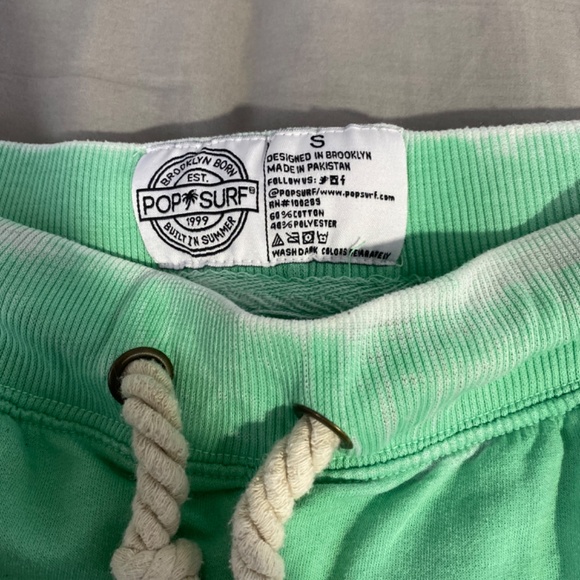 BROOKLYN BORN
EST.
POP SURF®
1999
BUILT IN SUMMER
S
DESIGNED IN BROOKLYN
MADE IN PAKISTAN
FOLLOW US:
@POPSURF/www.popsurf.com
RN#100289
60%COTTON
40%POLYESTER
WASH DARK COLORS SEPARATELY